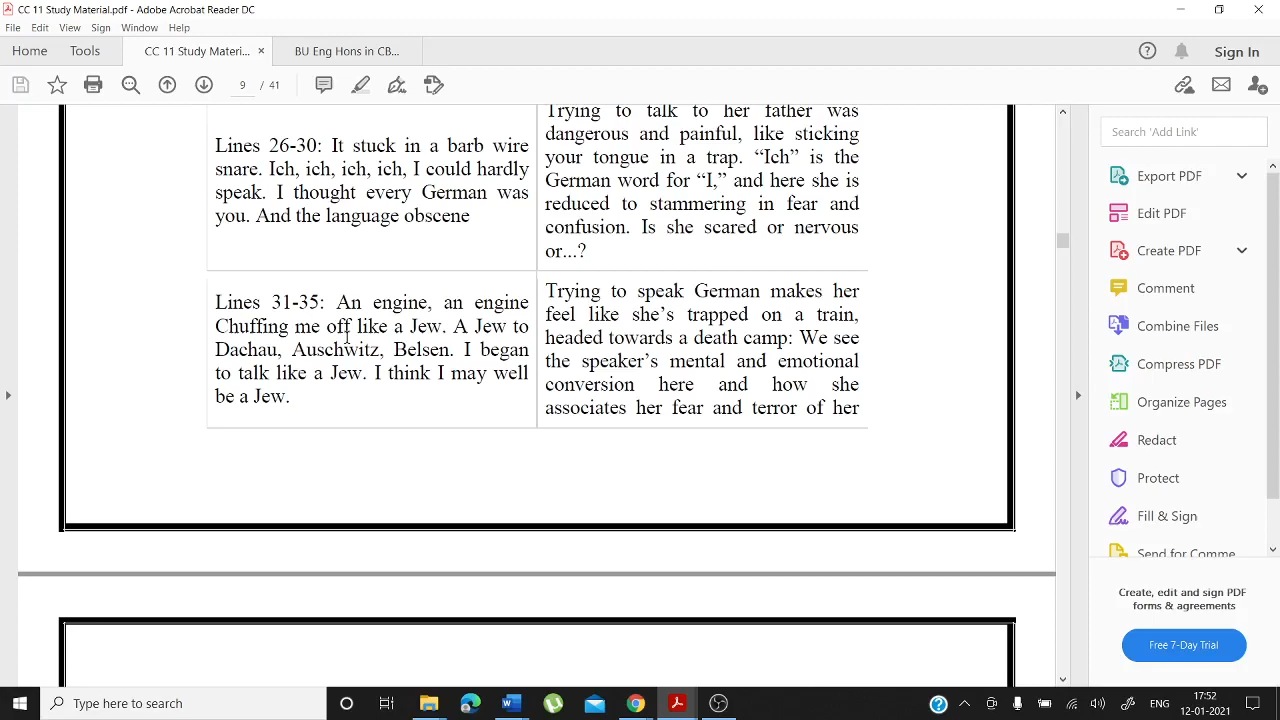 CC 11 Study Material.pdf - Adobe Acrobat Reader DC
File Edit View Sign Window Help
Home Tools CC 11 Study Materi... × BU Eng Hons in CB... Sign In
9 / 41
Trying to talk to her father was
dangerous and painful, like sticking
your tongue in a trap. “Ich” is the
German word for “I,” and here she is
reduced to stammering in fear and
confusion. Is she scared or nervous
or...?
Lines 26-30: It stuck in a barb wire
snare. Ich, ich, ich, ich, I could hardly
speak. I thought every German was
you. And the language obscene
Lines 31-35: An engine, an engine
Chuffing me off like a Jew. A Jew to
Dachau, Auschwitz, Belsen. I began
to talk like a Jew. I think I may well
be a Jew.
Trying to speak German makes her
feel like she’s trapped on a train,
headed towards a death camp: We see
the speaker’s mental and emotional
conversion here and how she
associates her fear and terror of her
Search 'Add Link'
Export PDF
Edit PDF
Create PDF
Comment
Combine Files
Compress PDF
Organize Pages
Redact
Protect
Fill & Sign
Send for Comme
Create, edit and sign PDF
forms & agreements
Free 7-Day Trial
Type here to search
ENG
17:52
12-01-2021